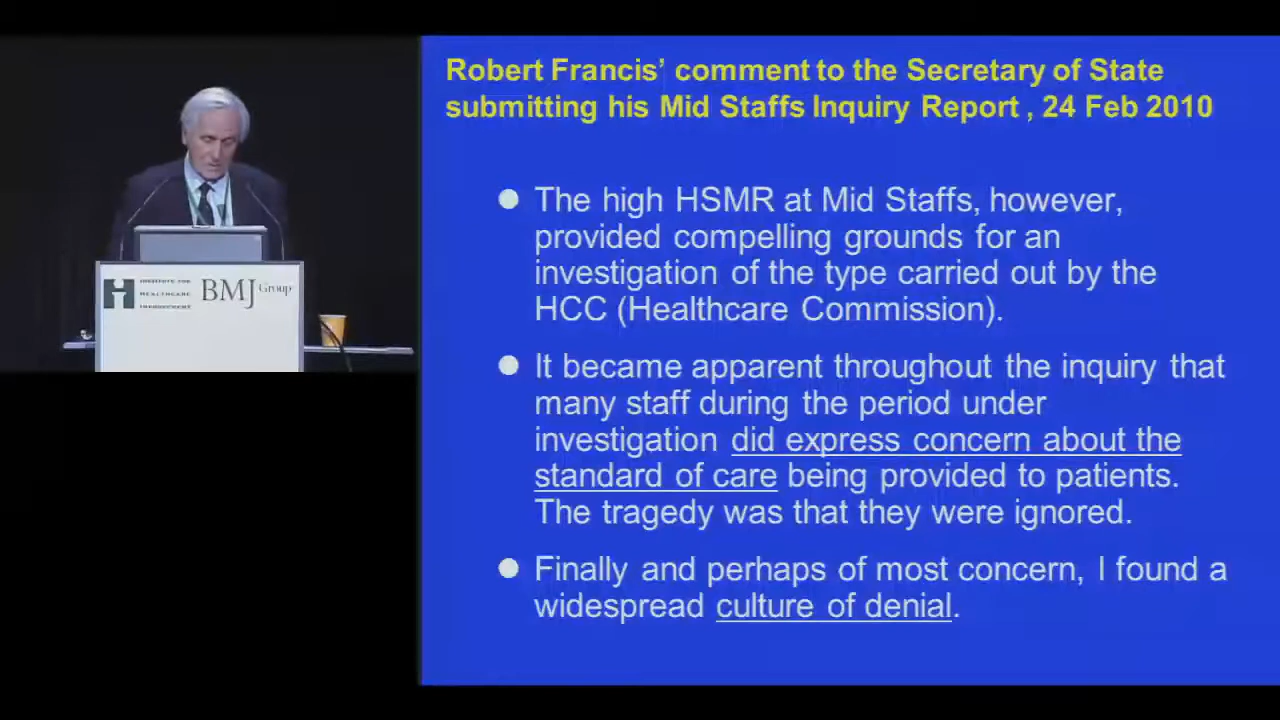 Robert Francis’ comment to the Secretary of State
submitting his Mid Staffs Inquiry Report , 24 Feb 2010
The high HSMR at Mid Staffs, however,
provided compelling grounds for an
investigation of the type carried out by the
HCC (Healthcare Commission).
It became apparent throughout the inquiry that
many staff during the period under
investigation did express concern about the
standard of care being provided to patients.
The tragedy was that they were ignored.
Finally and perhaps of most concern, I found a
widespread culture of denial.
INSTITUTE FOR
HEALTHCARE
IMPROVEMENT
BMJ Group